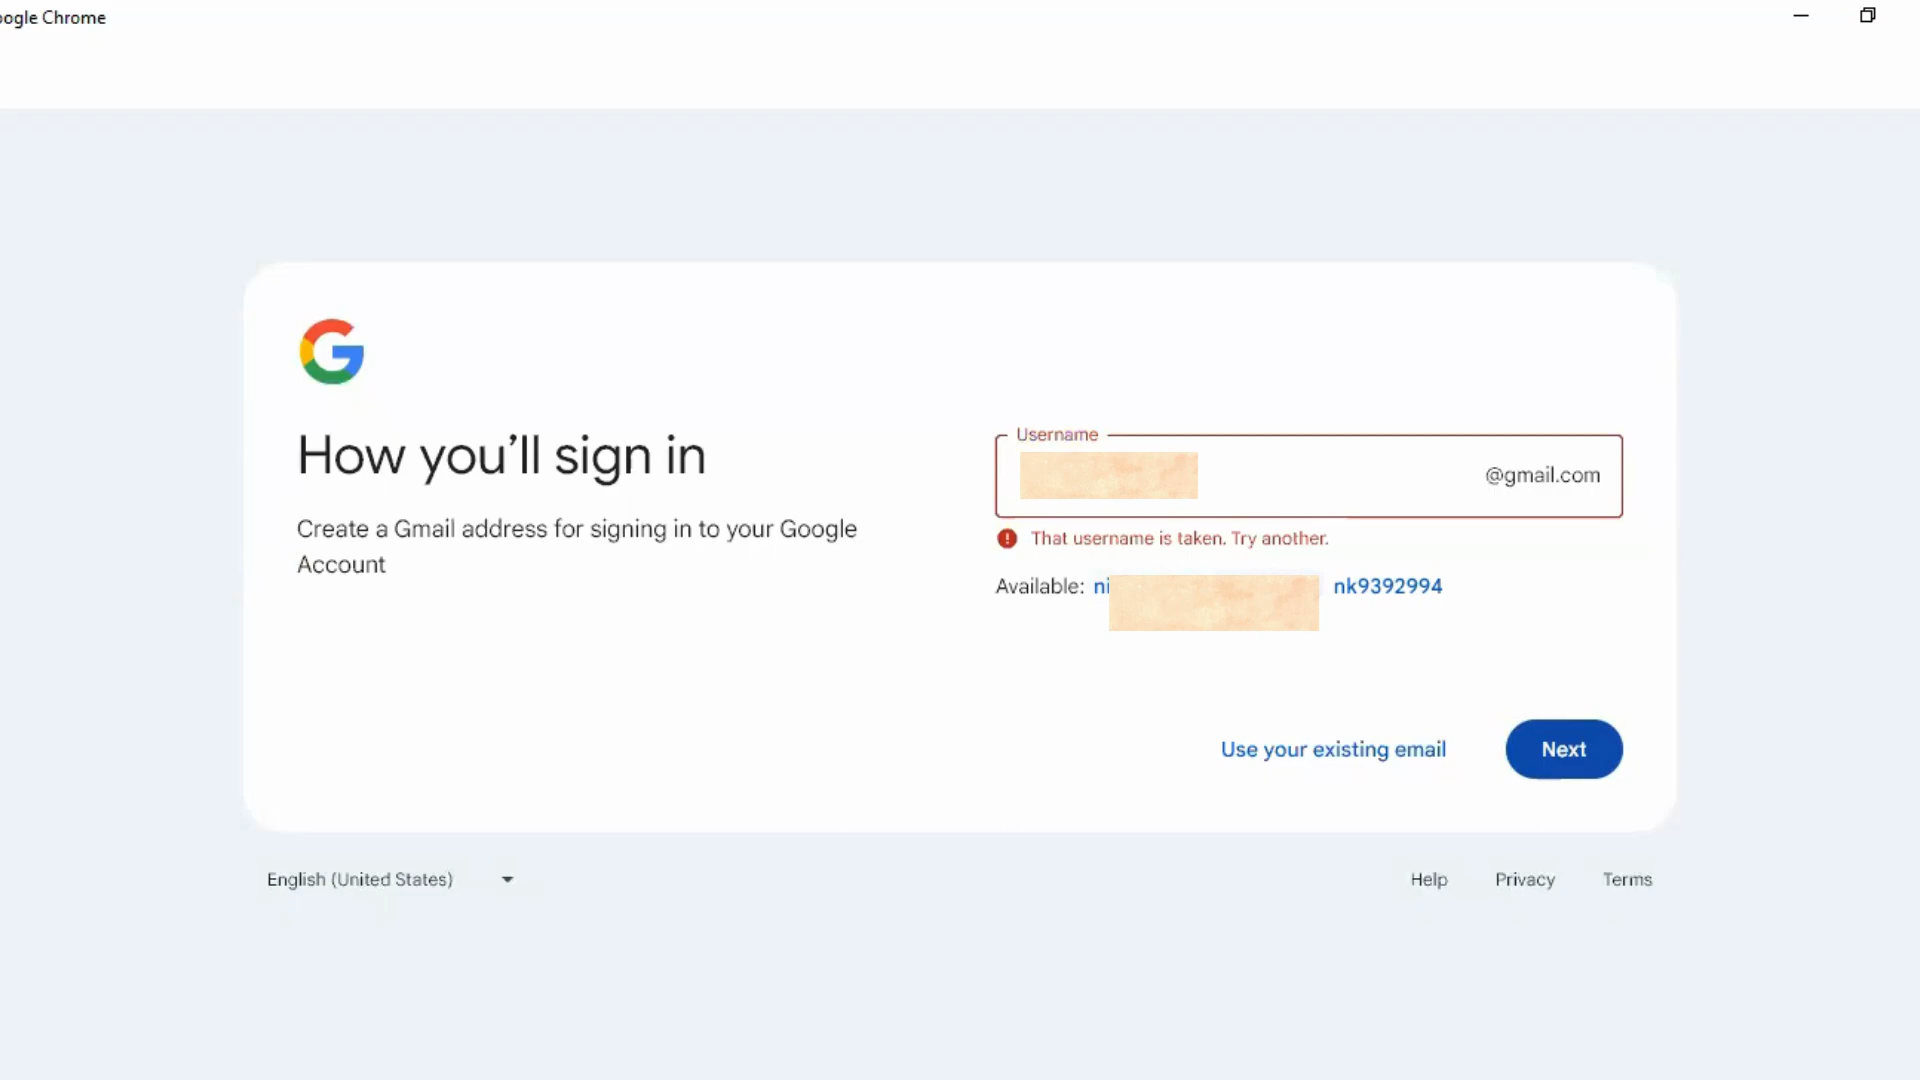 Google Chrome
How you’ll sign in
Create a Gmail address for signing in to your Google
Account
Username
@gmail.com
That username is taken. Try another.
Available: ni nk9392994
Use your existing email
Next
English (United States)
Help Privacy Terms